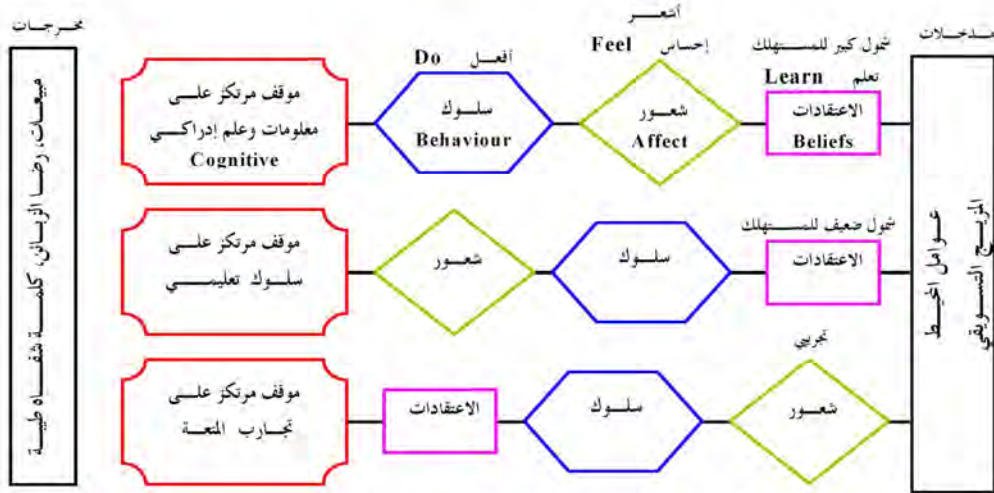 مدخلات
عوامل المحيط
المزيج التسويقي
شمول كبير للمستهلك
تعلم Learn
الاعتقادات
Beliefs
أشعر
إحساس Feel
شعور
Affect
أفعل Do
سلوك
Behaviour
موقف مرتكز على
معلومات وعلم إدراكي
Cognitive
شمول ضعيف للمستهلك
الاعتقادات
سلوك
شعور
موقف مرتكز على
سلوك تعليمي
تجريبي
شعور
سلوك
الاعتقادات
موقف مرتكز على
تجارب المتعة
مخرجات
مبيعات، رضا الزبائن، كلمة شفاه طيبة